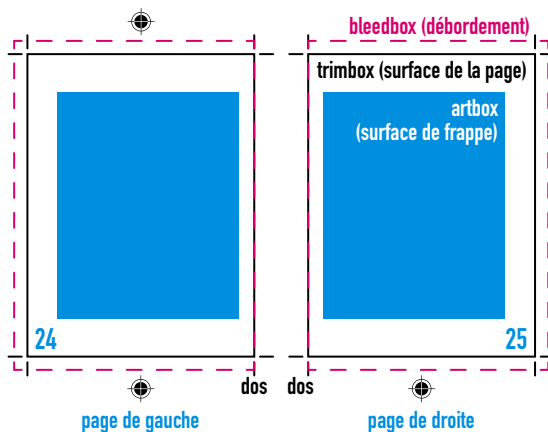 bleedbox (débordement)
trimbox (surface de la page)
artbox
(surface de frappe)
24
25
dos
dos
page de gauche
page de droite